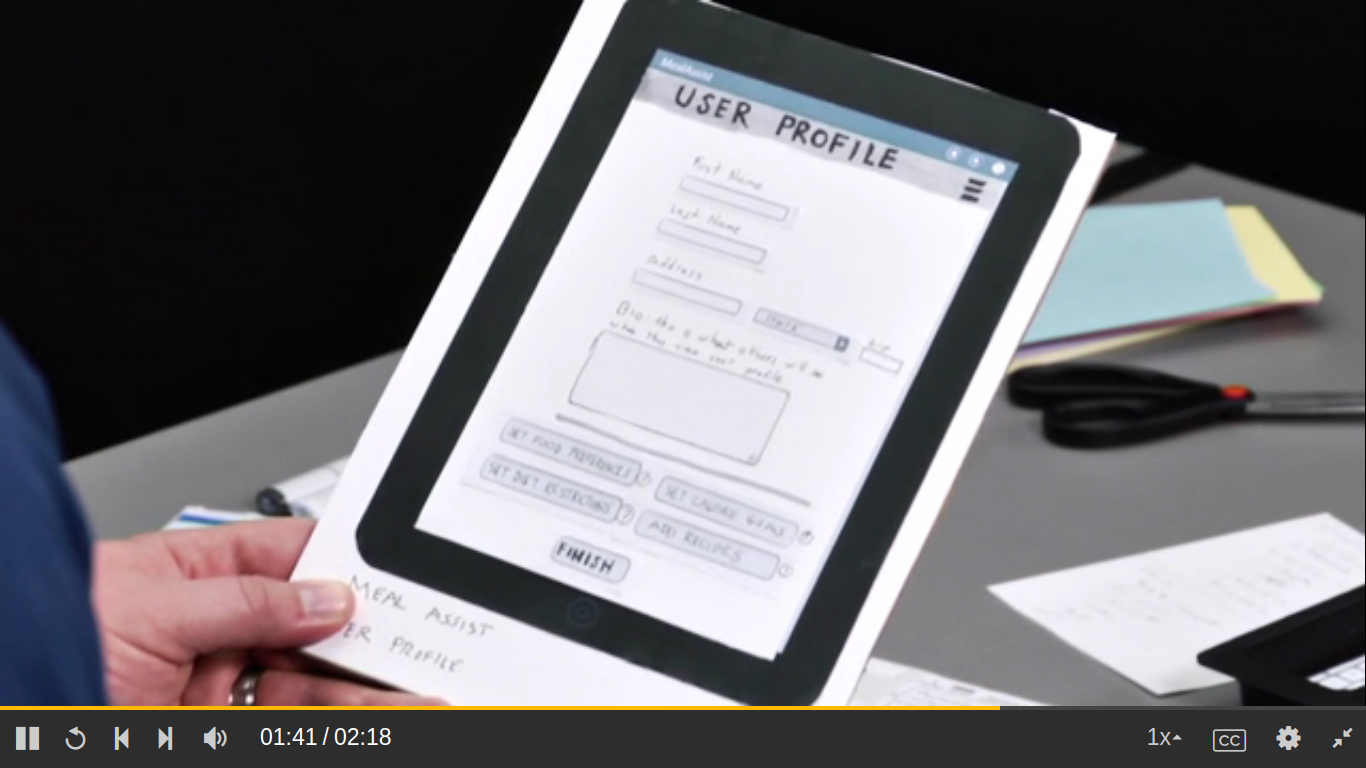 MealAssist
USER PROFILE
First Name
Last Name
Address
State
Zip
Bio: this is what others will see
when they view your profile
SET FOOD PREFERENCES ?
SET CALORIE GOALS ?
SET DIET RESTRICTIONS ?
ADD RECIPES ?
FINISH
MEAL ASSIST
ER PROFILE
01:41 / 02:18
1x
CC